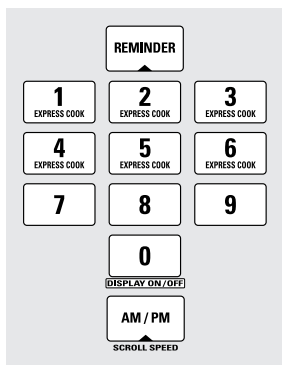 REMINDER
1 2 3
EXPRESS COOK EXPRESS COOK EXPRESS COOK
4 5 6
EXPRESS COOK EXPRESS COOK EXPRESS COOK
7 8 9
0
DISPLAY ON/OFF
AM / PM
SCROLL SPEED